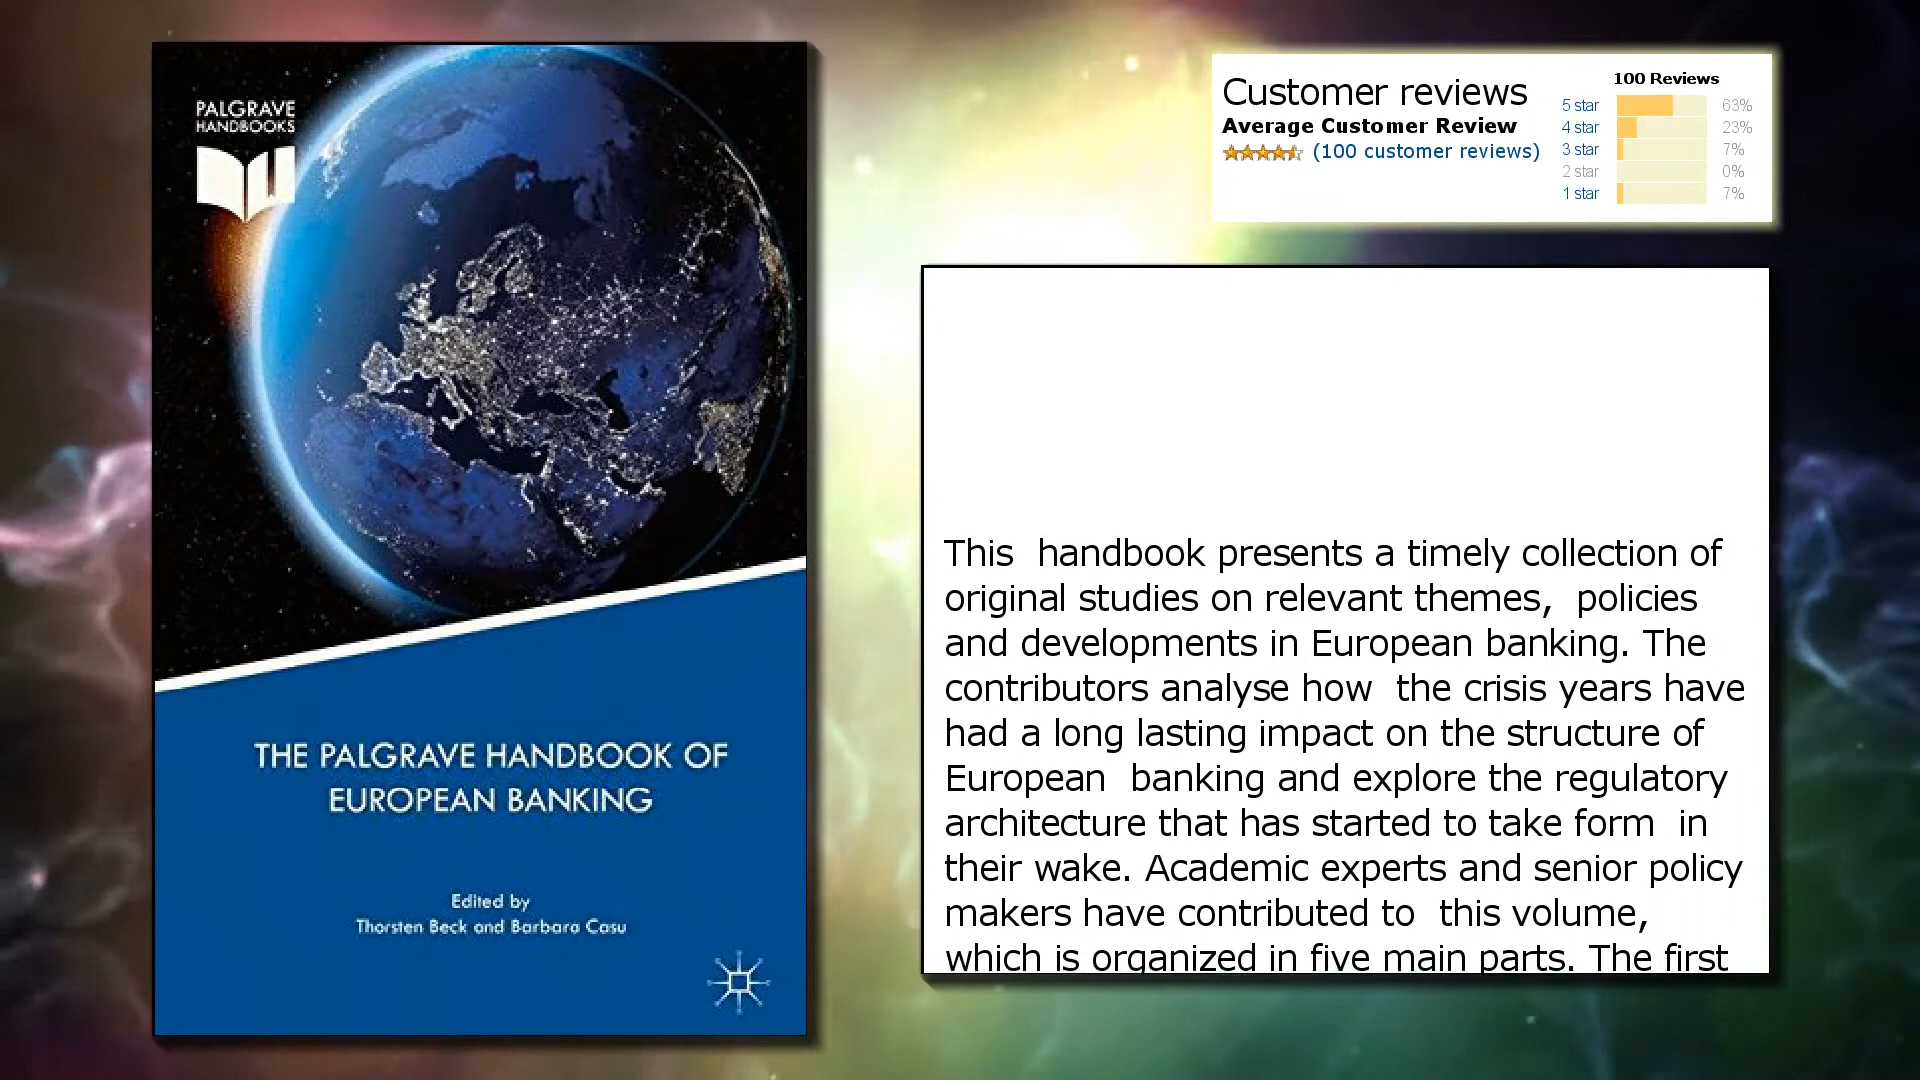 PALGRAVE
HANDBOOKS
THE PALGRAVE HANDBOOK OF
EUROPEAN BANKING
Edited by
Thorsten Beck and Barbara Casu
Customer reviews
Average Customer Review
(100 customer reviews)
100 Reviews
5 star 63%
4 star 23%
3 star 7%
2 star 0%
1 star 7%
This handbook presents a timely collection of
original studies on relevant themes, policies
and developments in European banking. The
contributors analyse how the crisis years have
had a long lasting impact on the structure of
European banking and explore the regulatory
architecture that has started to take form in
their wake. Academic experts and senior policy
makers have contributed to this volume,
which is organized in five main parts. The first